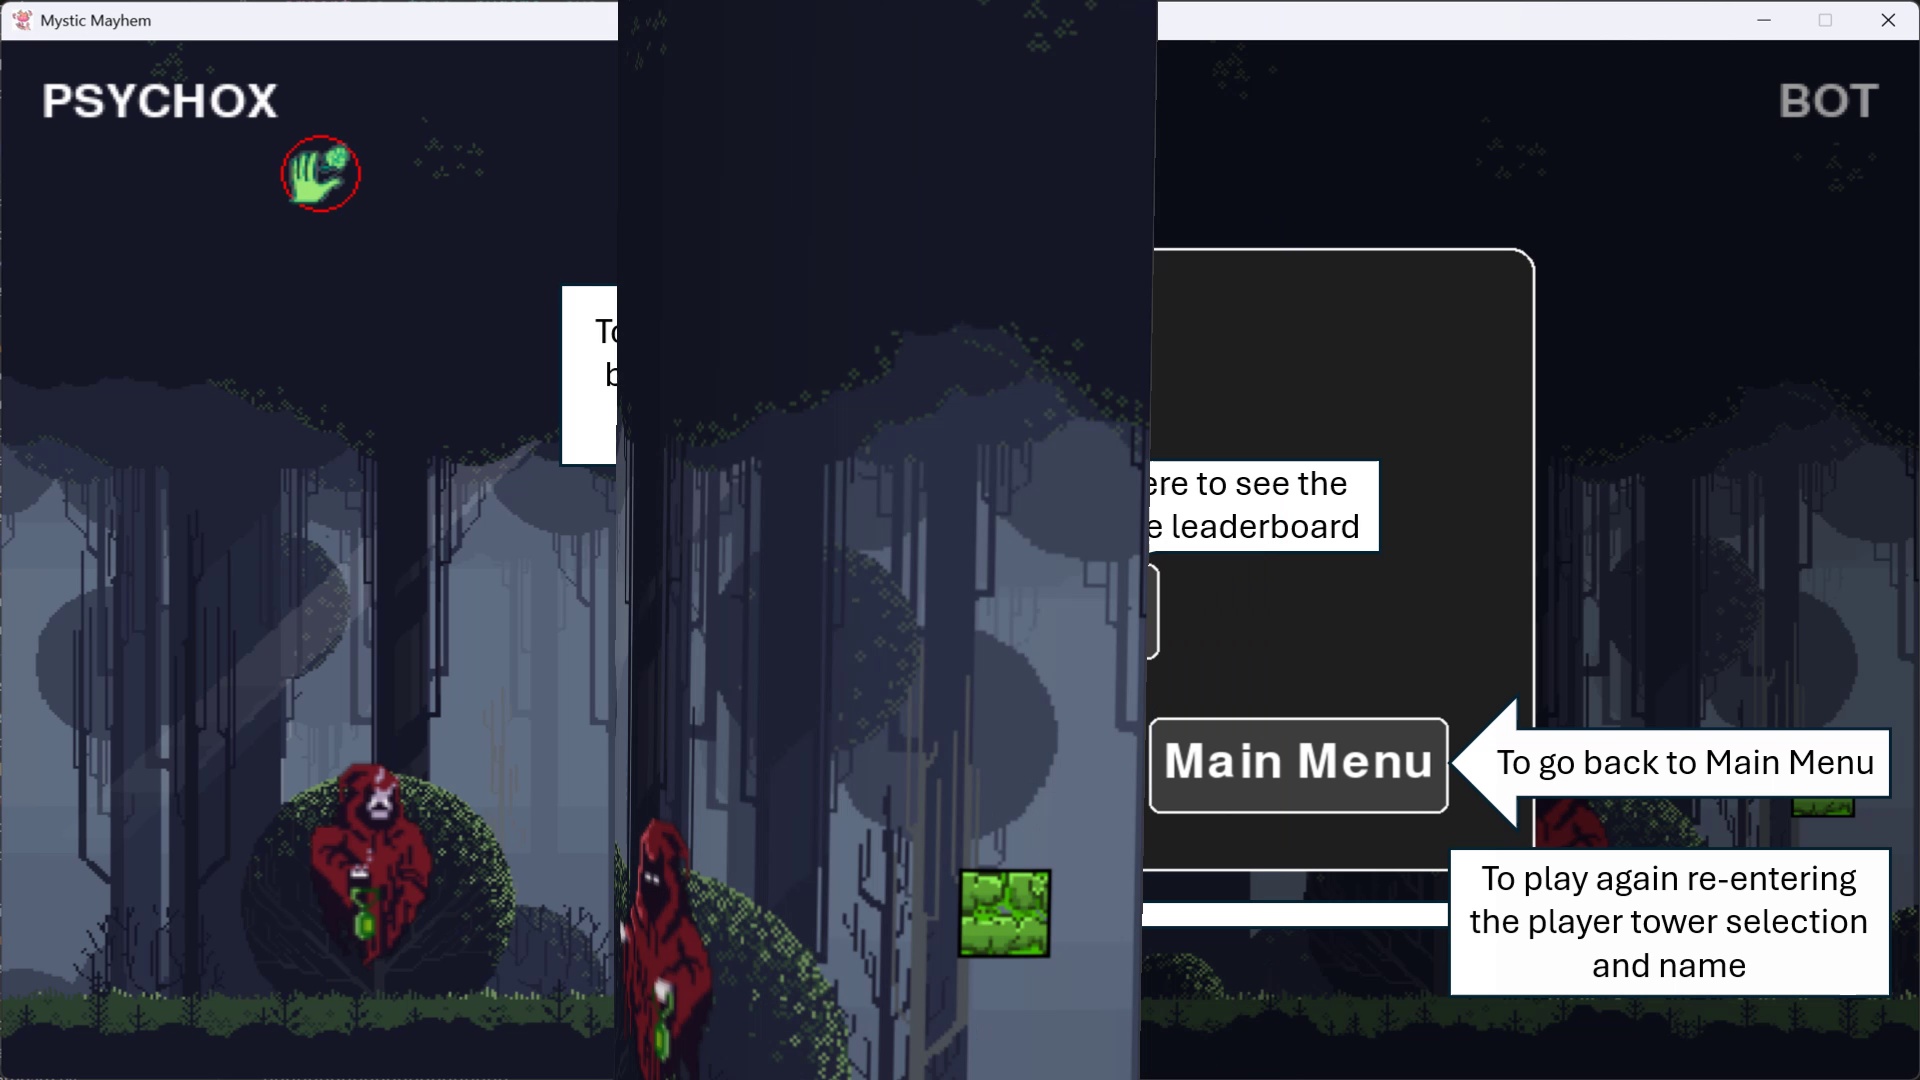 Mystic Mayhem
PSYCHOX
BOT
To
to see the
leaderboard
Main Menu
To go back to Main Menu
To play again re-entering
the player tower selection
and name